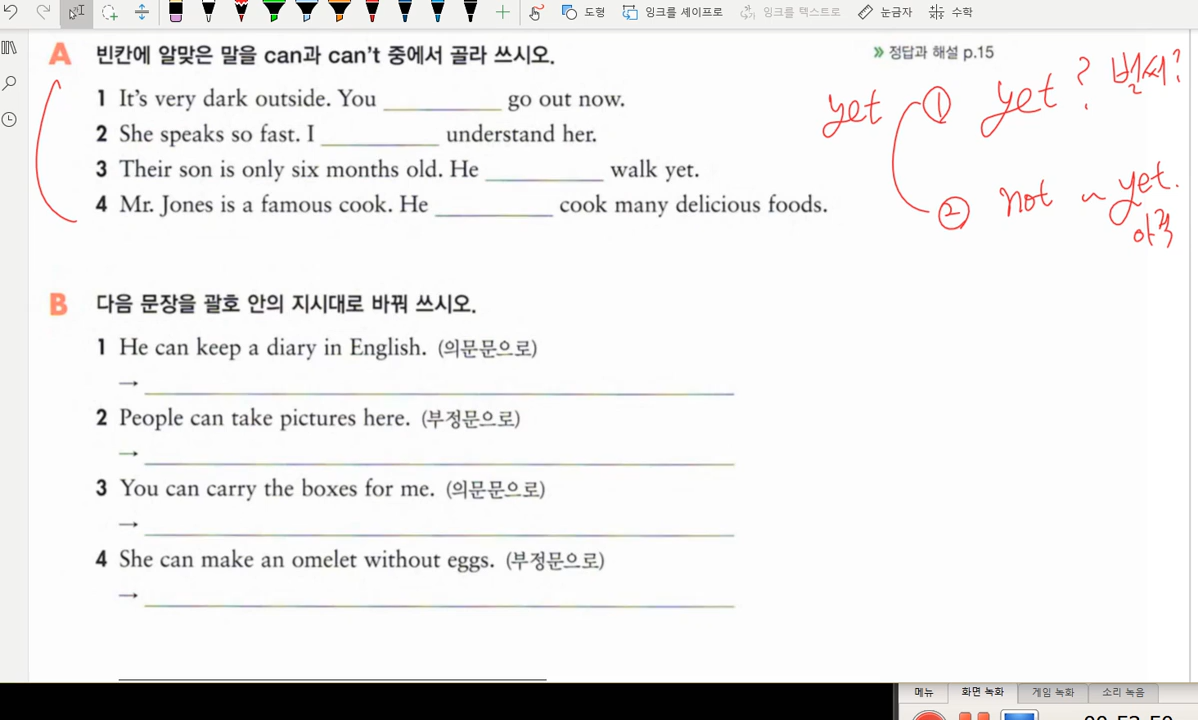 도형 잉크를 셰이프로 잉크를 텍스트로 눈금자 수학
A 빈칸에 알맞은 말을 can과 can't 중에서 골라 쓰시오.
» 정답과 해설 p.15
1 It's very dark outside. You ________ go out now.
2 She speaks so fast. I ________ understand her.
3 Their son is only six months old. He ________ walk yet.
4 Mr. Jones is a famous cook. He ________ cook many delicious foods.
yet ① yet? 벌써?
② not ~ yet.
아직
B 다음 문장을 괄호 안의 지시대로 바꿔 쓰시오.
1 He can keep a diary in English. (의문문으로)
→
2 People can take pictures here. (부정문으로)
→
3 You can carry the boxes for me. (의문문으로)
→
4 She can make an omelet without eggs. (부정문으로)
→
메뉴 화면 녹화 게임 녹화 소리 녹음